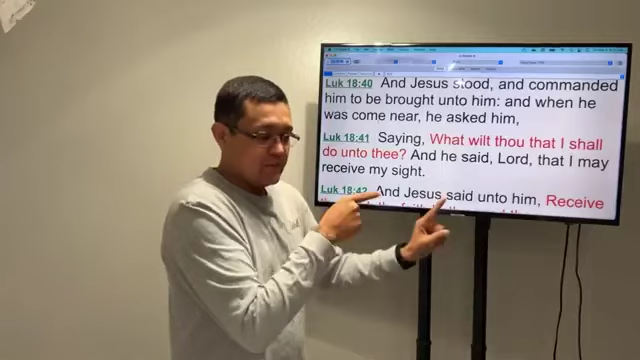 Luk 18:40 And Jesus stood, and commanded
him to be brought unto him: and when he
was come near, he asked him,
Luk 18:41 Saying, What wilt thou that I shall
do unto thee? And he said, Lord, that I may
receive my sight.
Luk 18:42 And Jesus said unto him, Receive